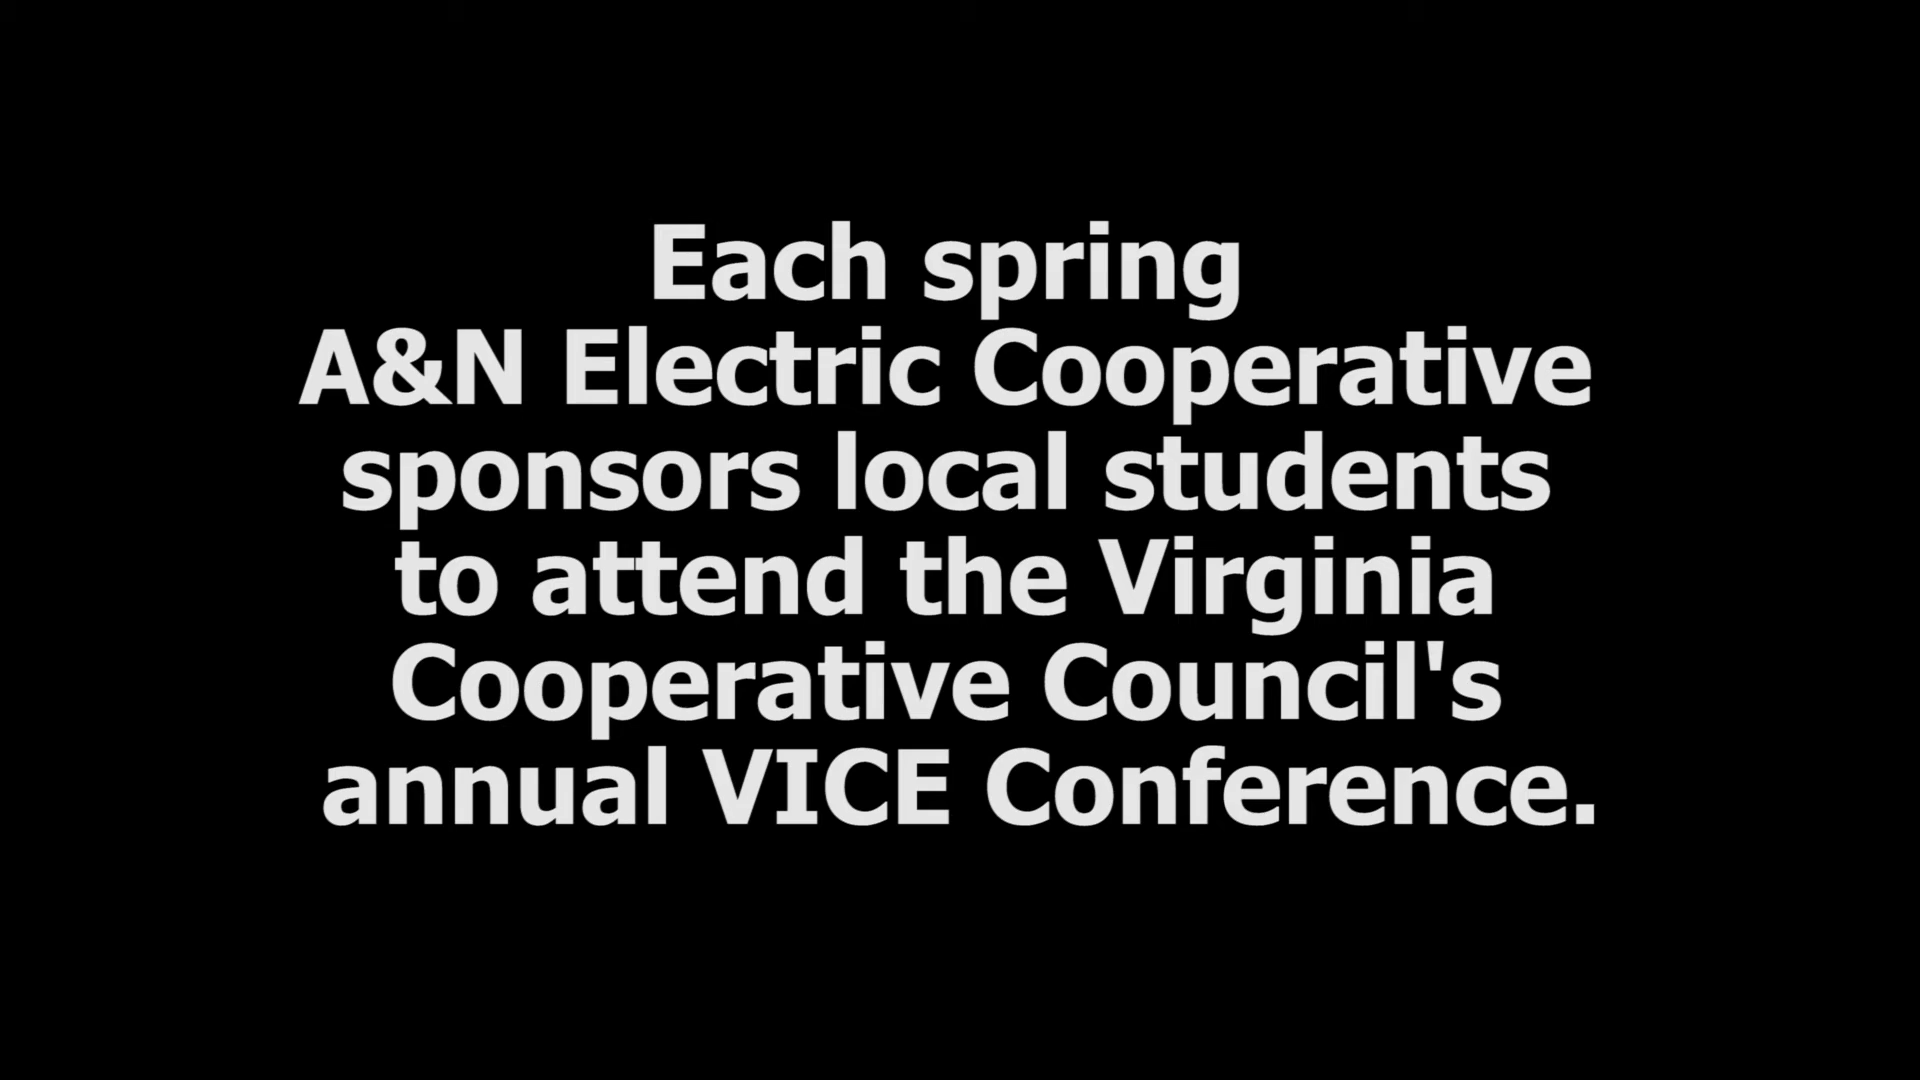 Each spring
A&N Electric Cooperative
sponsors local students
to attend the Virginia
Cooperative Council's
annual VICE Conference.